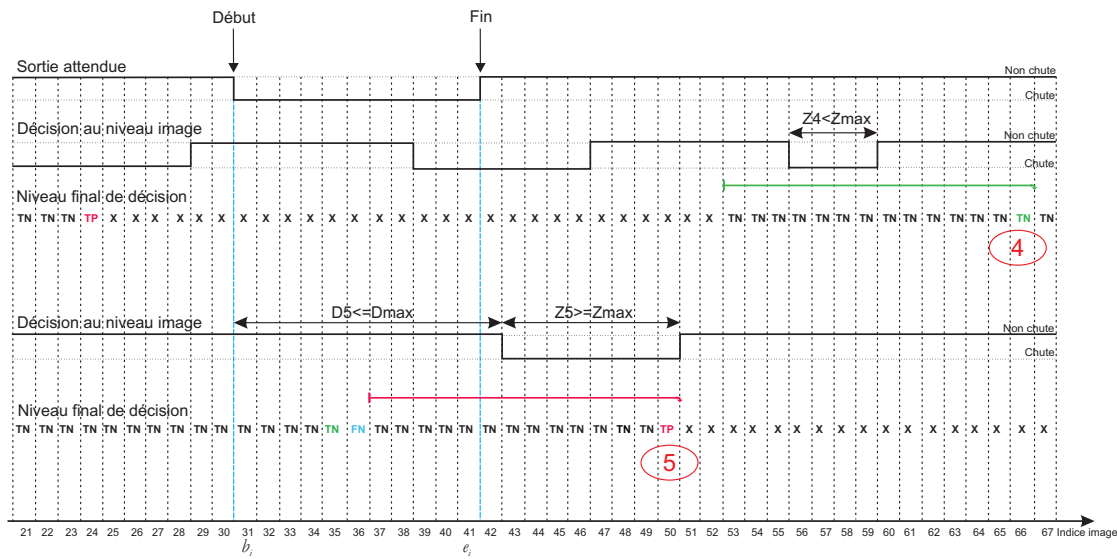 Début Fin
Sortie attendue
Non chute
Chute
Décision au niveau image
Z4<Zmax
Non chute
Chute
Niveau final de décision
TN TN TN TP X X X X X X X X X X X X X X X X X X X X X X X X X X X X TN TN TN TN TN TN TN TN TN TN TN TN TN TN TN
4
D5<=Dmax Z5>=Zmax
Décision au niveau image
Non chute
Chute
Niveau final de décision
TN TN TN TN TN TN TN TN TN TN TN TN TN TN TN FN TN TN TN TN TN TN TN TN TN TN TN TN TN TP X X X X X X X X X X X X X X X X X
5
21 22 23 24 25 26 27 28 29 30 31 32 33 34 35 36 37 38 39 40 41 42 43 44 45 46 47 48 49 50 51 52 53 54 55 56 57 58 59 60 61 62 63 64 65 66 67 Indice image
b_i e_i